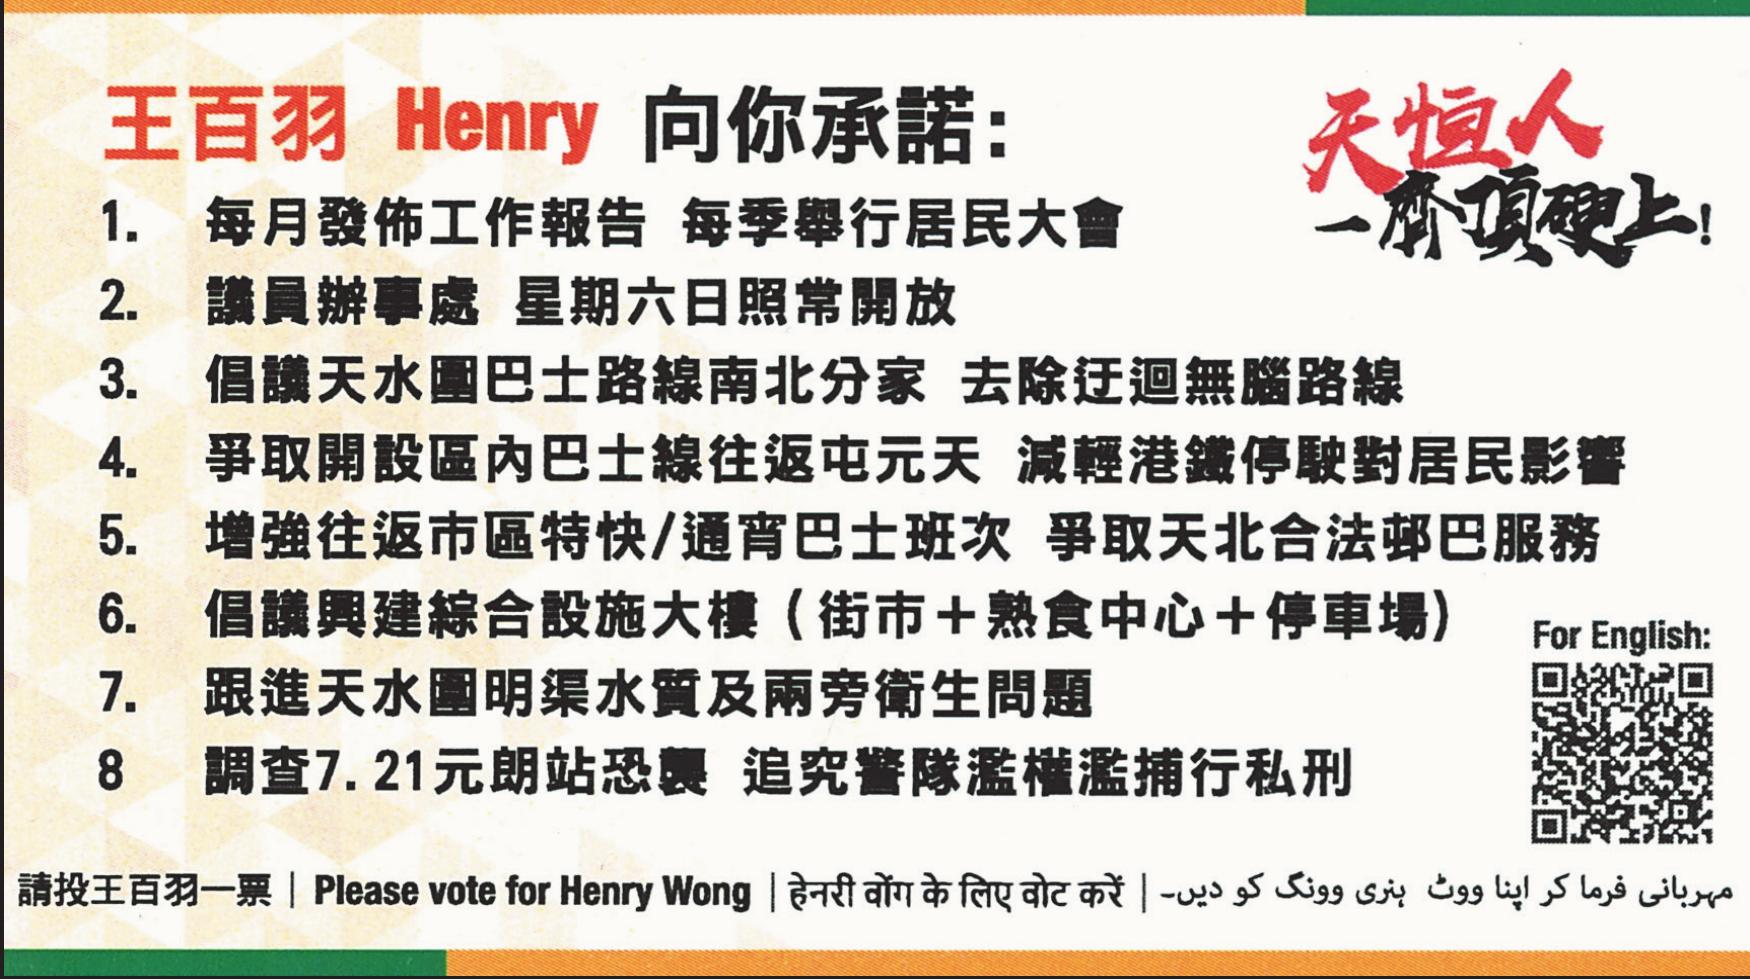 王百羽 Henry 向你承諾：
天恒人
一齊頂硬上！
1. 每月發佈工作報告 每季舉行居民大會
2. 議員辦事處 星期六日照常開放
3. 倡議天水圍巴士路線南北分家 去除迂迴無腦路線
4. 爭取開設區內巴士線往返屯元天 減輕港鐵停駛對居民影響
5. 增強往返市區特快/通宵巴士班次 爭取天北合法邨巴服務
6. 倡議興建綜合設施大樓（街市＋熟食中心＋停車場）
7. 跟進天水圍明渠水質及兩旁衛生問題
8 調查7.21元朗站恐襲 追究警隊濫權濫捕行私刑
For English:
請投王百羽一票 | Please vote for Henry Wong | हेनरी वोंग के लिए वोट करें | مہربانی فرما کر اپنا ووٹ ہنری وونگ کو دیں۔